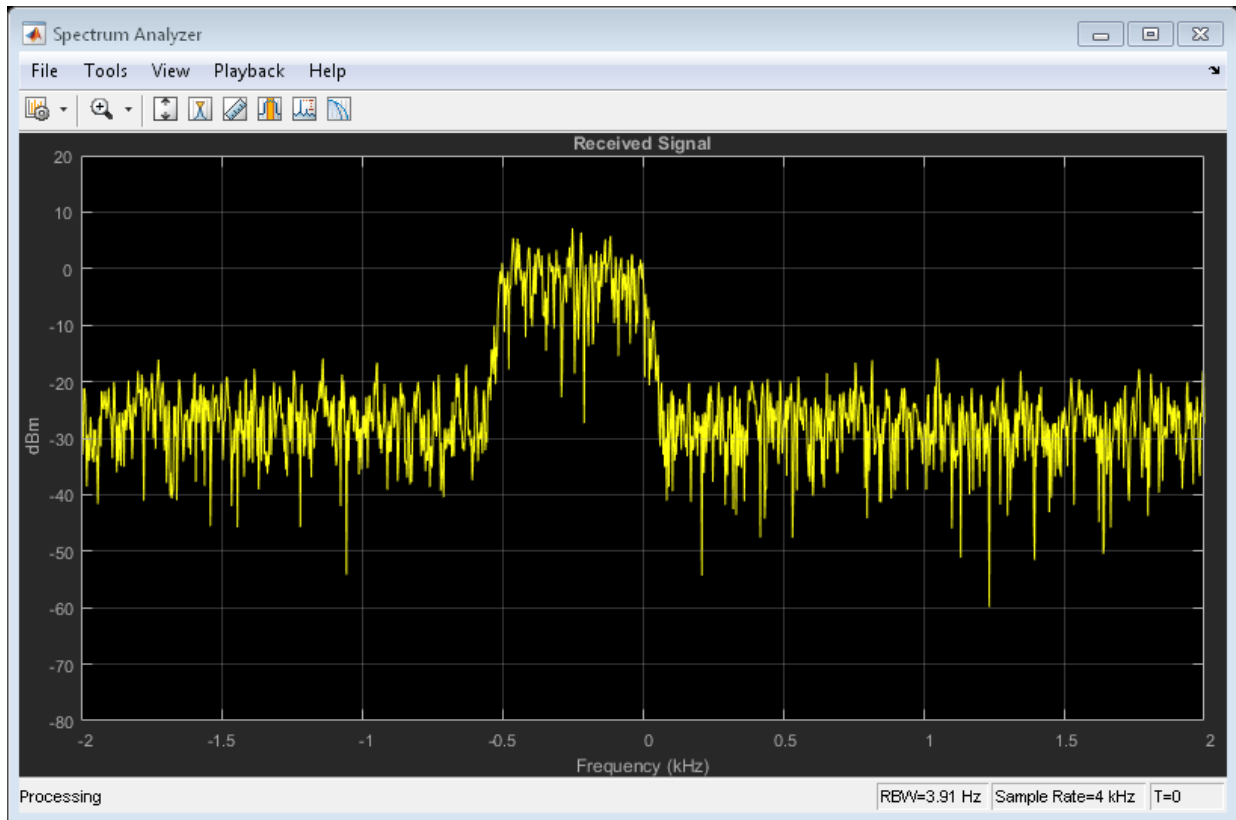 Spectrum Analyzer
File Tools View Playback Help
Received Signal
20
10
0
-10
-20
-30
-40
-50
-60
-70
-80
dBm
-2 -1.5 -1 -0.5 0 0.5 1 1.5 2
Frequency (kHz)
Processing RBW=3.91 Hz Sample Rate=4 kHz T=0